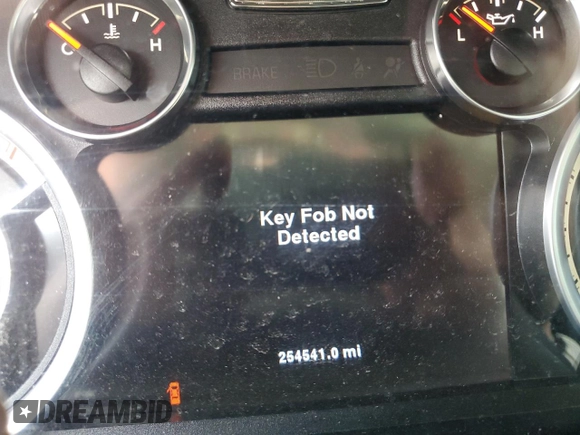 C H
L H
BRAKE
Key Fob Not
Detected
254541.0 mi
DREAMBID